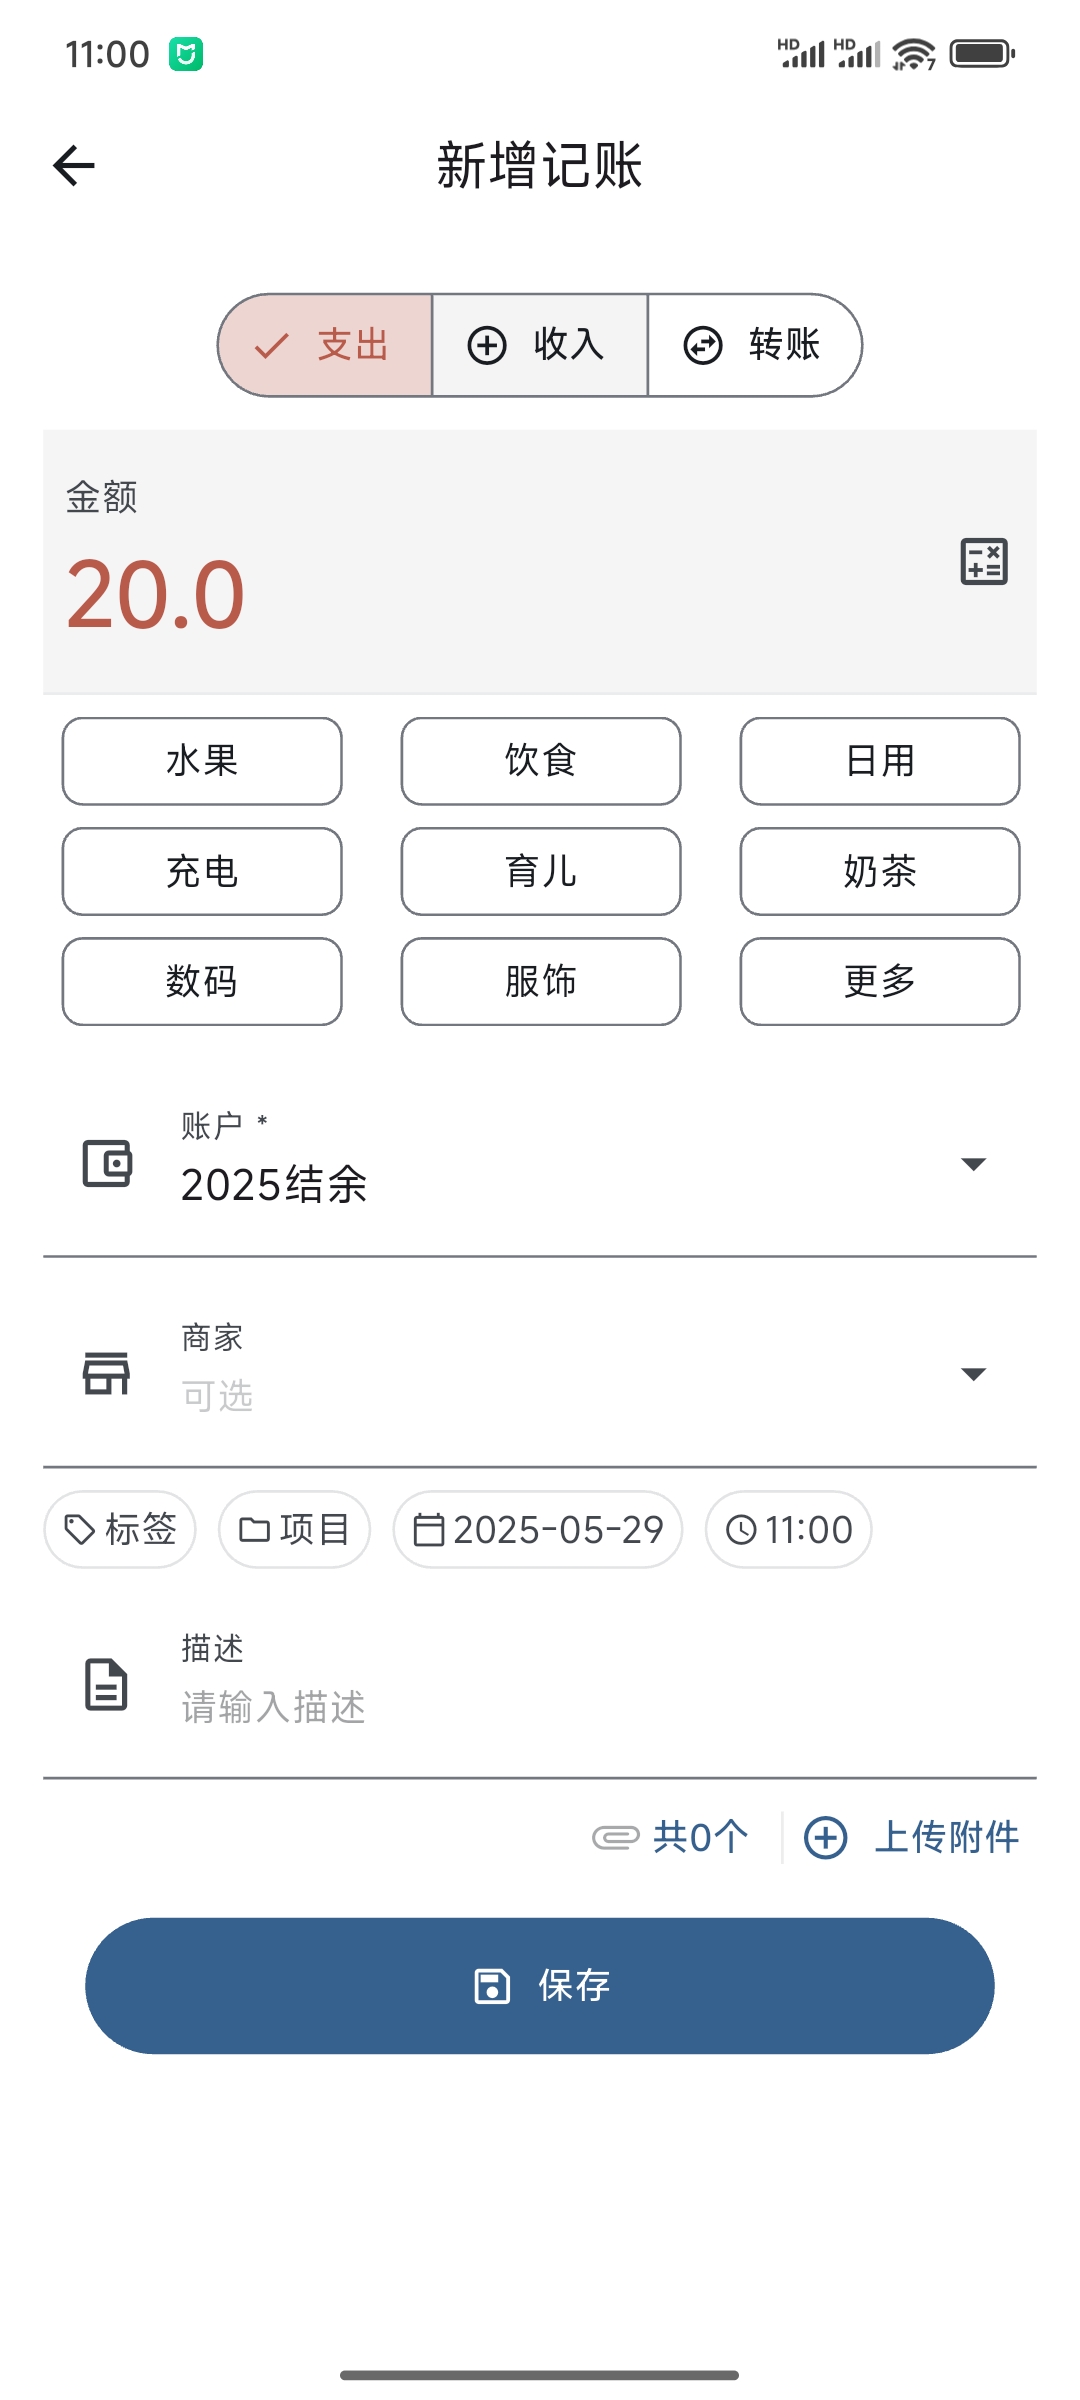 11:00
HD HD 7
新增记账
支出 收入 转账
金额
20.0
水果 饮食 日用
充电 育儿 奶茶
数码 服饰 更多
账户 *
2025结余
商家
可选
标签 项目 2025-05-29 11:00
描述
请输入描述
共0个 上传附件
保存